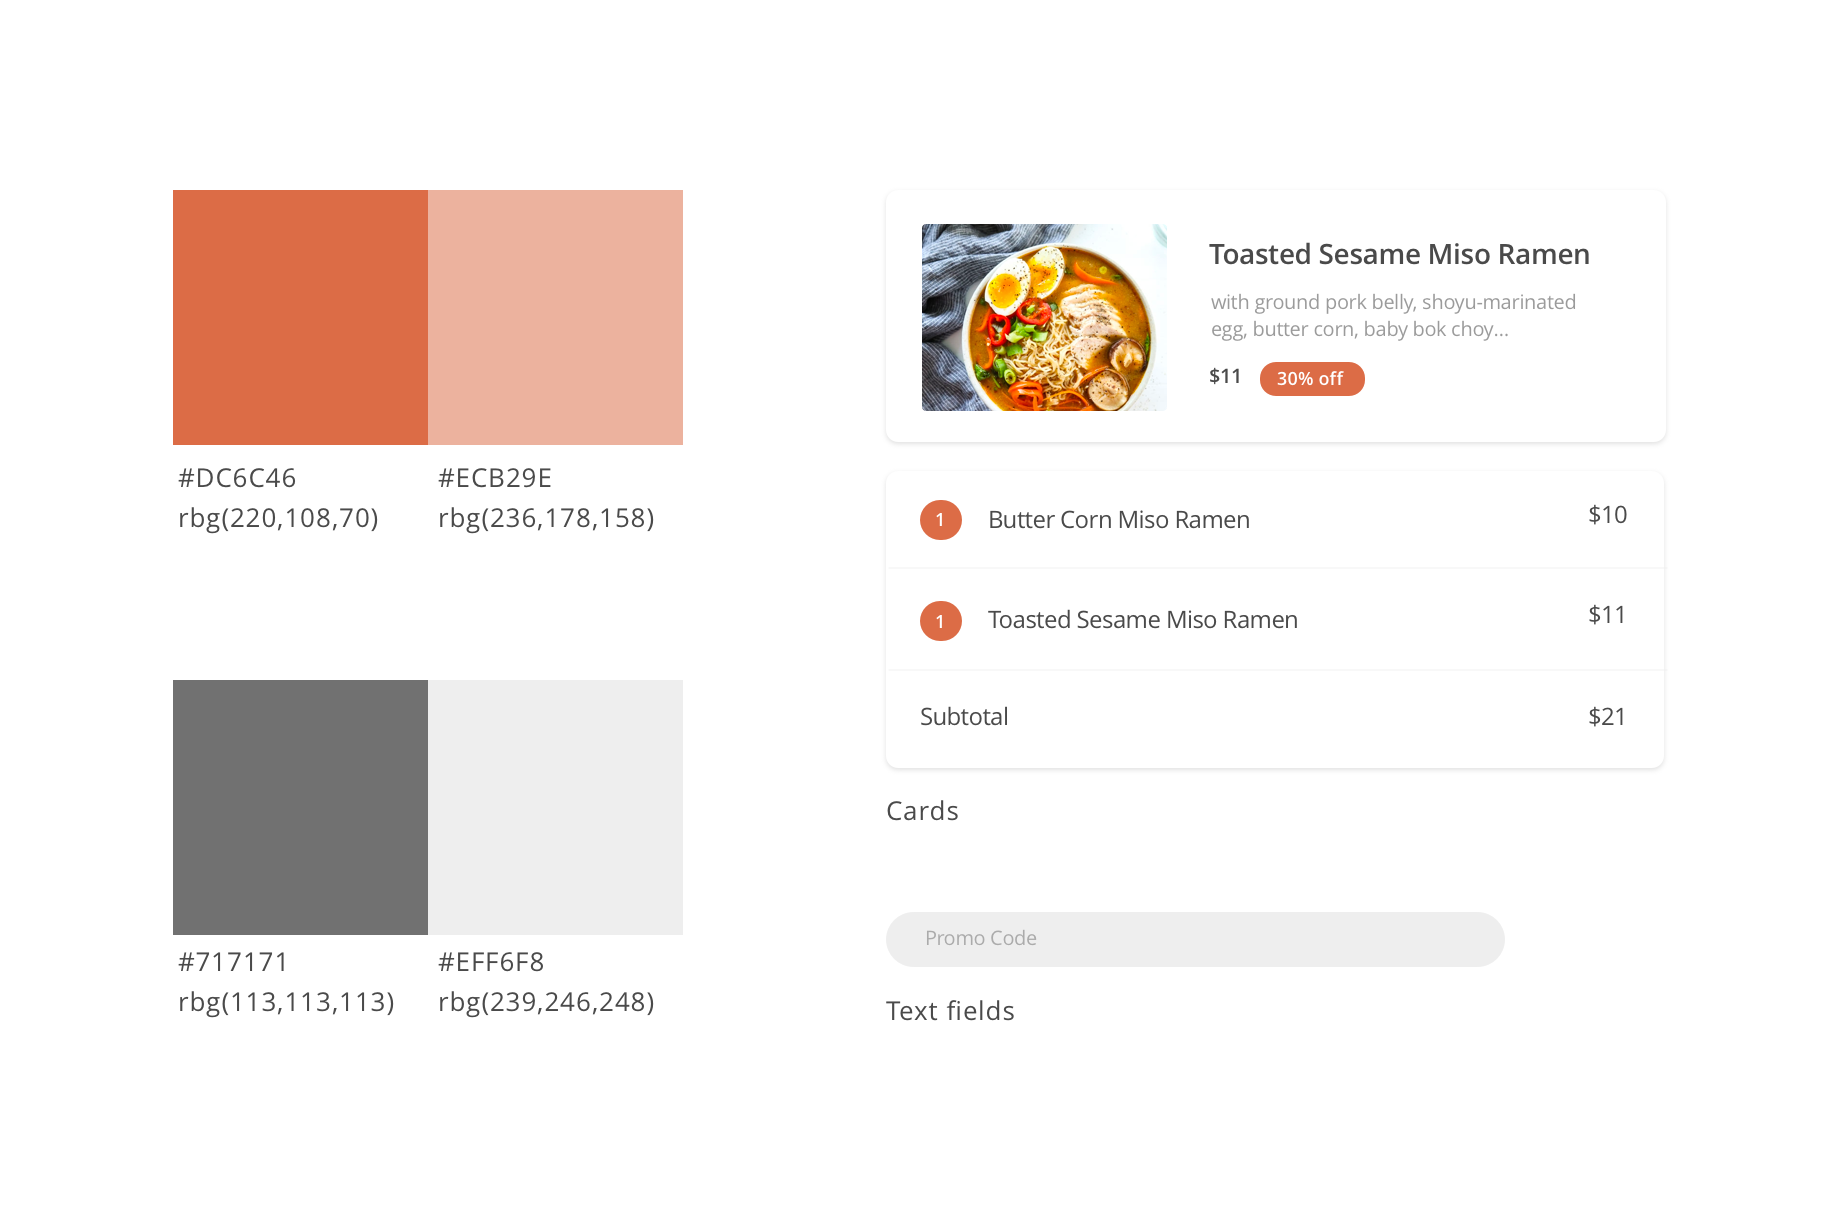 #DC6C46
rbg(220,108,70)
#ECB29E
rbg(236,178,158)
#717171
rbg(113,113,113)
#EFF6F8
rbg(239,246,248)
Toasted Sesame Miso Ramen
with ground pork belly, shoyu-marinated
egg, butter corn, baby bok choy...
$11 30% off
1 Butter Corn Miso Ramen $10
1 Toasted Sesame Miso Ramen $11
Subtotal $21
Cards
Promo Code
Text fields